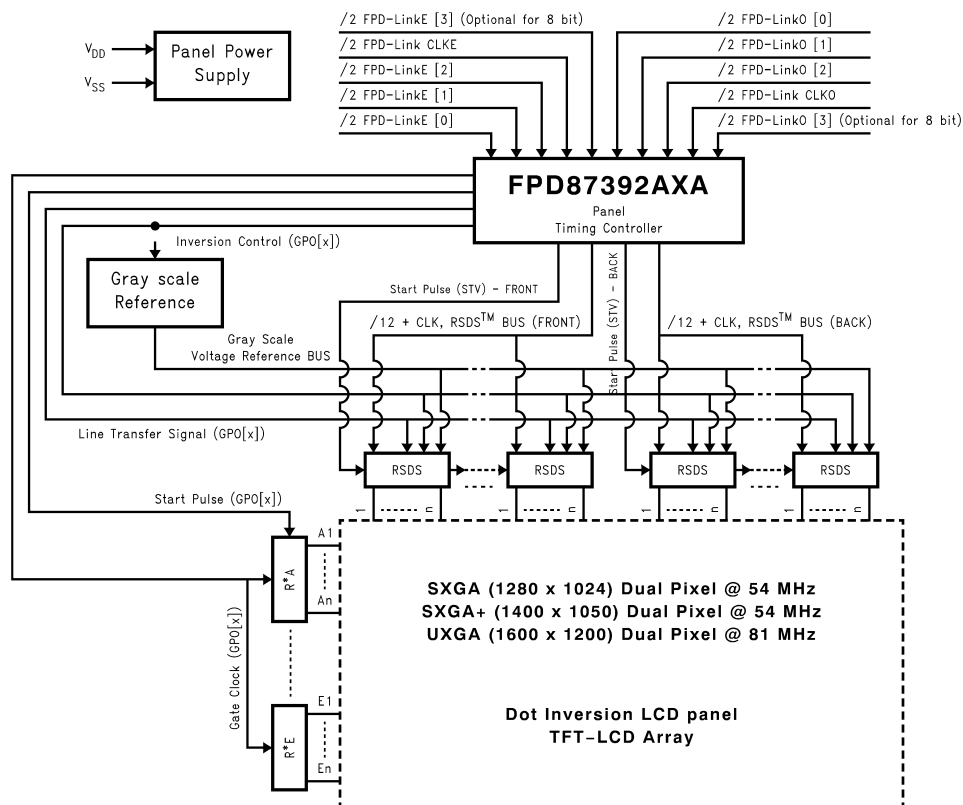 /2 FPD-LinkE [3] (Optional for 8 bit)
/2 FPD-Link CLKE
/2 FPD-LinkE [2]
/2 FPD-LinkE [1]
/2 FPD-LinkE [0]
/2 FPD-LinkO [0]
/2 FPD-LinkO [1]
/2 FPD-LinkO [2]
/2 FPD-Link CLKO
/2 FPD-LinkO [3] (Optional for 8 bit)
VDD
VSS
Panel Power
Supply
FPD87392AXA
Panel
Timing Controller
Inversion Control (GPO[x])
Gray scale
Reference
Start Pulse (STV) - FRONT
Start Pulse (STV) - BACK
/12 + CLK, RSDS™ BUS (FRONT)
/12 + CLK, RSDS™ BUS (BACK)
Gray Scale
Voltage Reference BUS
Line Transfer Signal (GPO[x])
RSDS
RSDS
RSDS
RSDS
Start Pulse (GPO[x])
1
n
1
n
1
n
1
n
R*A
A1
An
Gate Clock (GPO[x])
R*E
E1
En
SXGA (1280 x 1024) Dual Pixel @ 54 MHz
SXGA+ (1400 x 1050) Dual Pixel @ 54 MHz
UXGA (1600 x 1200) Dual Pixel @ 81 MHz
Dot Inversion LCD panel
TFT-LCD Array